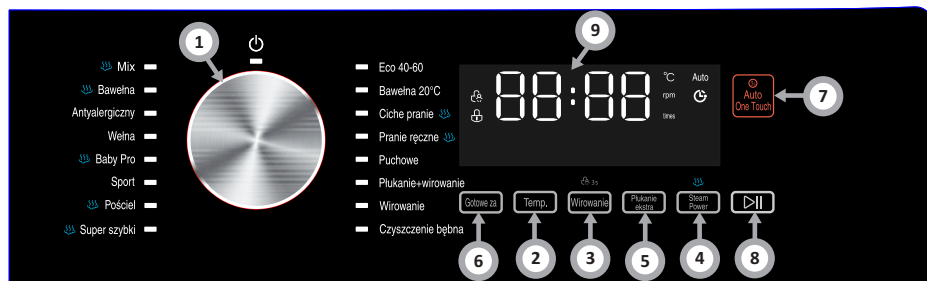 1
9
Mix
Bawełna
Antyalergiczny
Wełna
Baby Pro
Sport
Pościel
Super szybki
Eco 40-60
Bawełna 20°C
Ciche pranie
Pranie ręczne
Puchowe
Płukanie+wirowanie
Wirowanie
Czyszczenie bębna
88:88
°C
rpm
times
Auto
Auto
One Touch
7
3s
Gotowe za
Temp.
Wirowanie
Płukanie
ekstra
Steam
Power
6
2
3
5
4
8